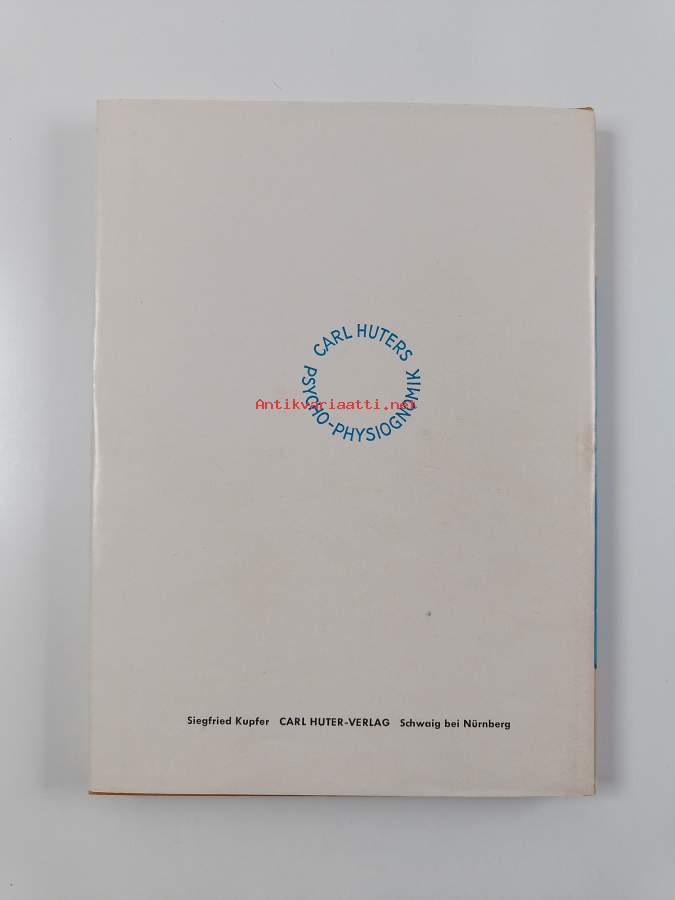 CARL HUTERS
PSYCHO-PHYSIOGNOMIK
Antikvariaatti.net
Siegfried Kupfer CARL HUTER-VERLAG Schwaig bei Nürnberg